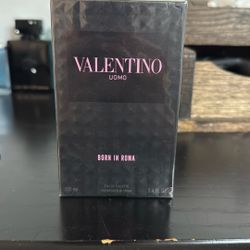 VALENTINO
UOMO
BORN IN ROMA
EAU DE TOILETTE